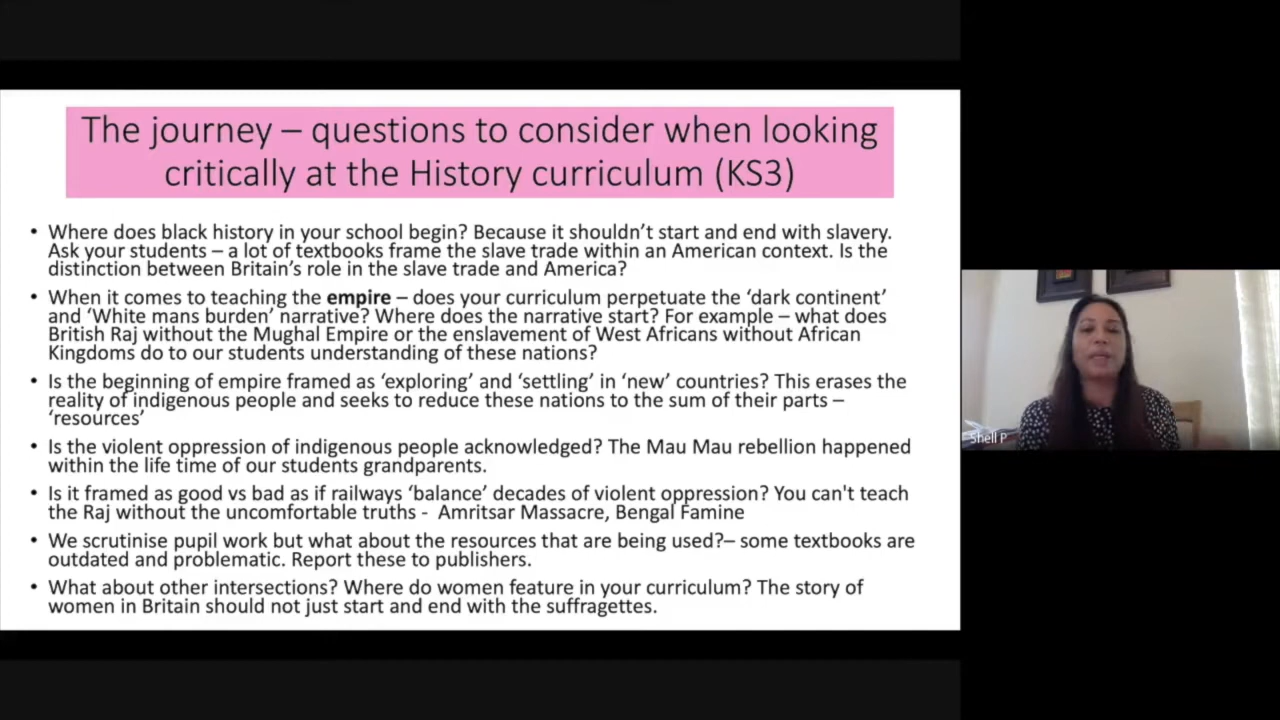 The journey – questions to consider when looking
critically at the History curriculum (KS3)
• Where does black history in your school begin? Because it shouldn't start and end with slavery.
Ask your students – a lot of textbooks frame the slave trade within an American context. Is the
distinction between Britain's role in the slave trade and America?
• When it comes to teaching the empire – does your curriculum perpetuate the 'dark continent'
and 'White mans burden' narrative? Where does the narrative start? For example – what does
British Raj without the Mughal Empire or the enslavement of West Africans without African
Kingdoms do to our students understanding of these nations?
• Is the beginning of empire framed as 'exploring' and 'settling' in 'new' countries? This erases the
reality of indigenous people and seeks to reduce these nations to the sum of their parts –
'resources'
• Is the violent oppression of indigenous people acknowledged? The Mau Mau rebellion happened
within the life time of our students grandparents.
• Is it framed as good vs bad as if railways 'balance' decades of violent oppression? You can't teach
the Raj without the uncomfortable truths - Amritsar Massacre, Bengal Famine
• We scrutinise pupil work but what about the resources that are being used?– some textbooks are
outdated and problematic. Report these to publishers.
• What about other intersections? Where do women feature in your curriculum? The story of
women in Britain should not just start and end with the suffragettes.
Shell P